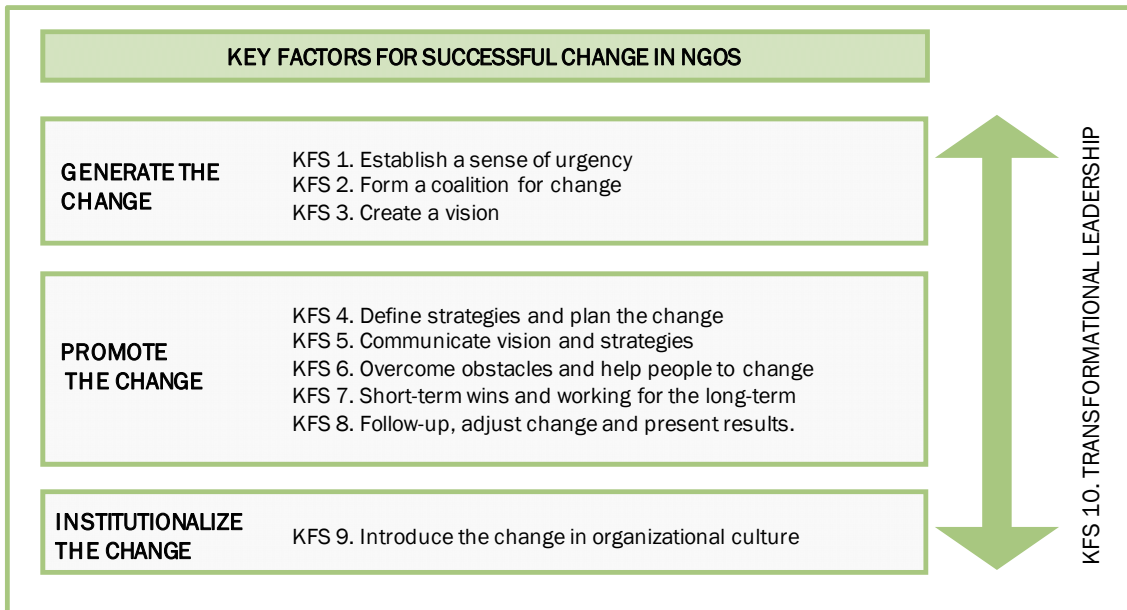 KEY FACTORS FOR SUCCESSFUL CHANGE IN NGOS
GENERATE THE
CHANGE
KFS 1. Establish a sense of urgency
KFS 2. Form a coalition for change
KFS 3. Create a vision
PROMOTE
THE CHANGE
KFS 4. Define strategies and plan the change
KFS 5. Communicate vision and strategies
KFS 6. Overcome obstacles and help people to change
KFS 7. Short-term wins and working for the long-term
KFS 8. Follow-up, adjust change and present results.
INSTITUTIONALIZE
THE CHANGE
KFS 9. Introduce the change in organizational culture
KFS 10. TRANSFORMATIONAL LEADERSHIP